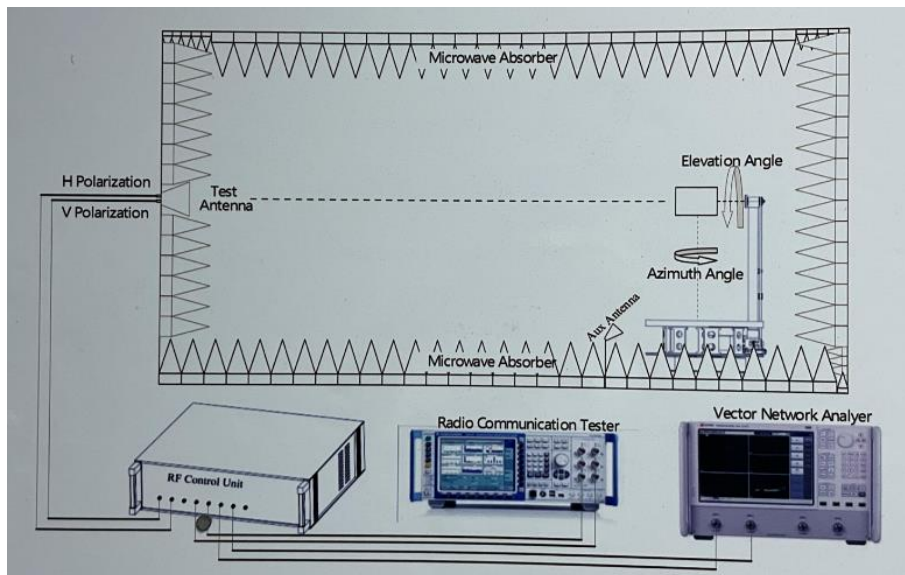 Microwave Absorber
Elevation Angle
H Polarization
Test
Antenna
V Polarization
Azimuth Angle
Aux Antenna
Microwave Absorber
Radio Communication Tester
Vector Network Analyer
RF Control Unit